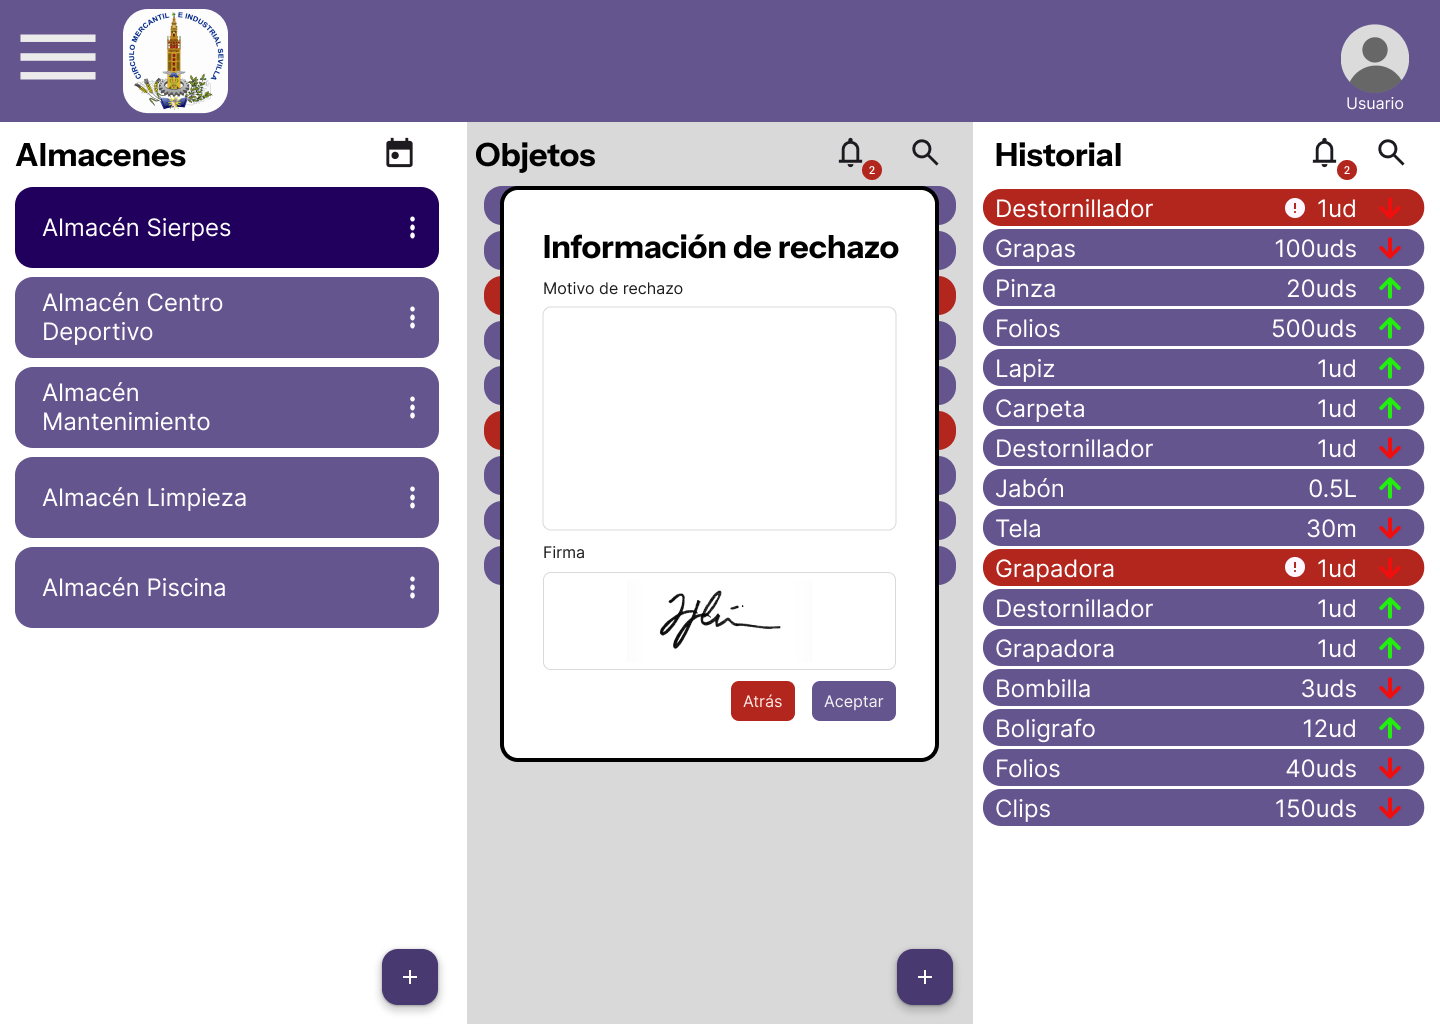 CIRCULO MERCANTIL E INDUSTRIAL SEVILLA
Usuario
Almacenes
Almacén Sierpes
Almacén Centro
Deportivo
Almacén
Mantenimiento
Almacén Limpieza
Almacén Piscina
+
Objetos
2
Información de rechazo
Motivo de rechazo
Firma
Atrás
Aceptar
+
Historial
2
Destornillador 1ud
Grapas 100uds
Pinza 20uds
Folios 500uds
Lapiz 1ud
Carpeta 1ud
Destornillador 1ud
Jabón 0.5L
Tela 30m
Grapadora 1ud
Destornillador 1ud
Grapadora 1ud
Bombilla 3uds
Boligrafo 12ud
Folios 40uds
Clips 150uds